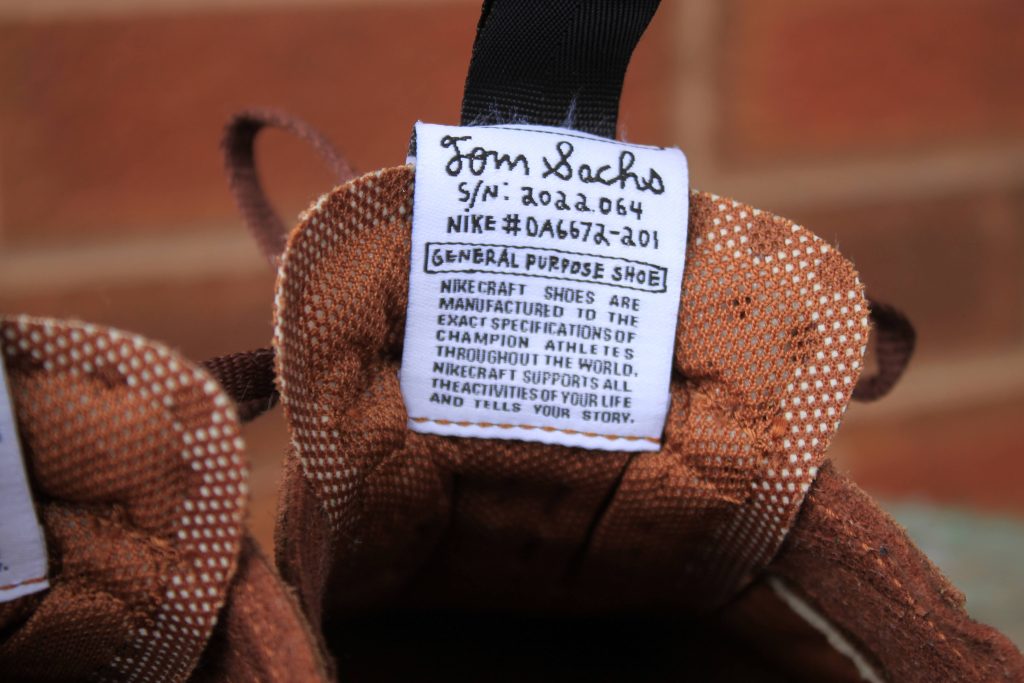 Tom Sachs
S/N: 2022.064
NIKE #DA6672-201
GENERAL PURPOSE SHOE
NIKECRAFT SHOES ARE
MANUFACTURED TO THE
EXACT SPECIFICATIONS OF
CHAMPION ATHLETES
THROUGHOUT THE WORLD.
NIKECRAFT SUPPORTS ALL
THE ACTIVITIES OF YOUR LIFE
AND TELLS YOUR STORY.